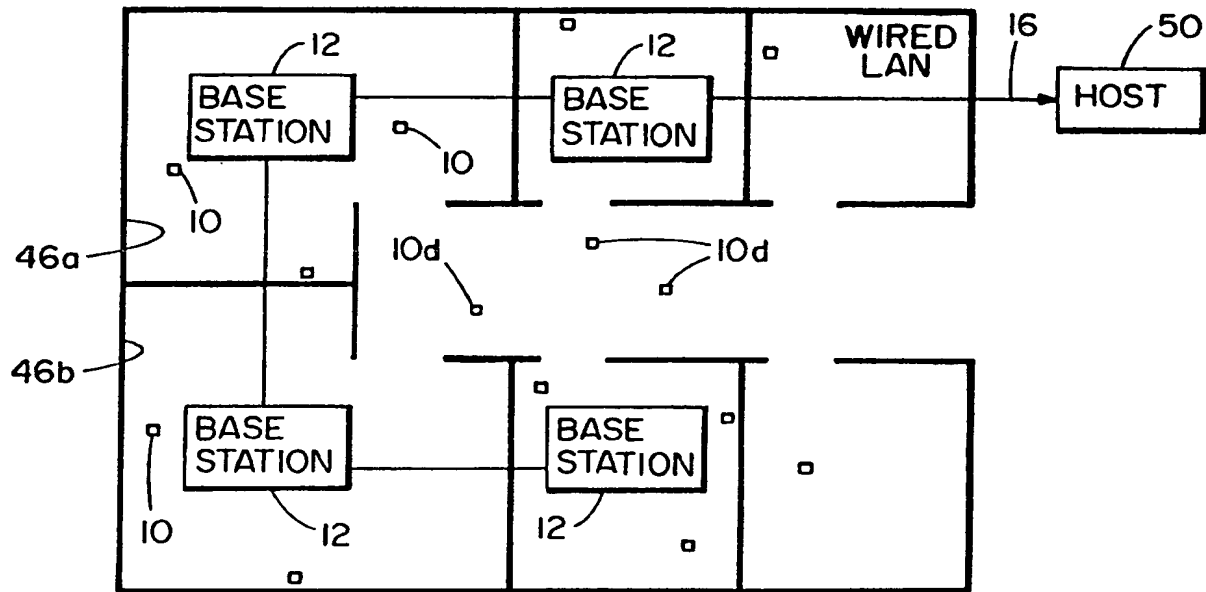 12
12
WIRED
LAN
16
50
BASE
STATION
BASE
STATION
HOST
10
10
46a
10d
10d
46b
BASE
STATION
BASE
STATION
10
12
12